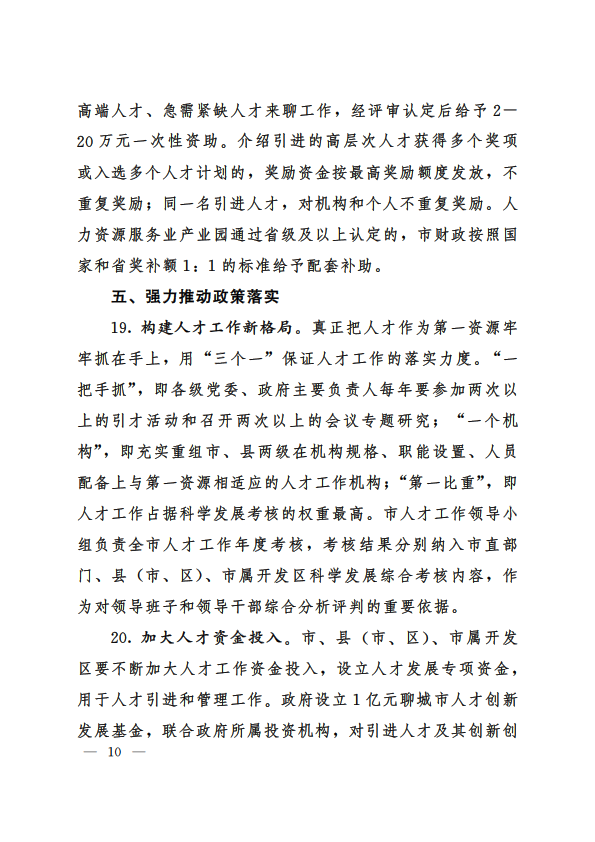 高端人才、急需紧缺人才来聊工作，经评审认定后给予2—
20万元一次性资助。介绍引进的高层次人才获得多个奖项
或入选多个人才计划的，奖励资金按最高奖励额度发放，不
重复奖励；同一名引进人才，对机构和个人不重复奖励。人
力资源服务业产业园通过省级及以上认定的，市财政按照国
家和省奖补额1：1的标准给予配套补助。
五、强力推动政策落实
19. 构建人才工作新格局。真正把人才作为第一资源牢
牢抓在手上，用“三个一”保证人才工作的落实力度。“一
把手抓”，即各级党委、政府主要负责人每年要参加两次以
上的引才活动和召开两次以上的会议专题研究；“一个机
构”，即充实重组市、县两级在机构规格、职能设置、人员
配备上与第一资源相适应的人才工作机构；“第一比重”，即
人才工作占据科学发展考核的权重最高。市人才工作领导小
组负责全市人才工作年度考核，考核结果分别纳入市直部
门、县（市、区）、市属开发区科学发展综合考核内容，作
为对领导班子和领导干部综合分析评判的重要依据。
20. 加大人才资金投入。市、县（市、区）、市属开发
区要不断加大人才工作资金投入，设立人才发展专项资金，
用于人才引进和管理工作。政府设立1亿元聊城市人才创新
发展基金，联合政府所属投资机构，对引进人才及其创新创
— 10 —